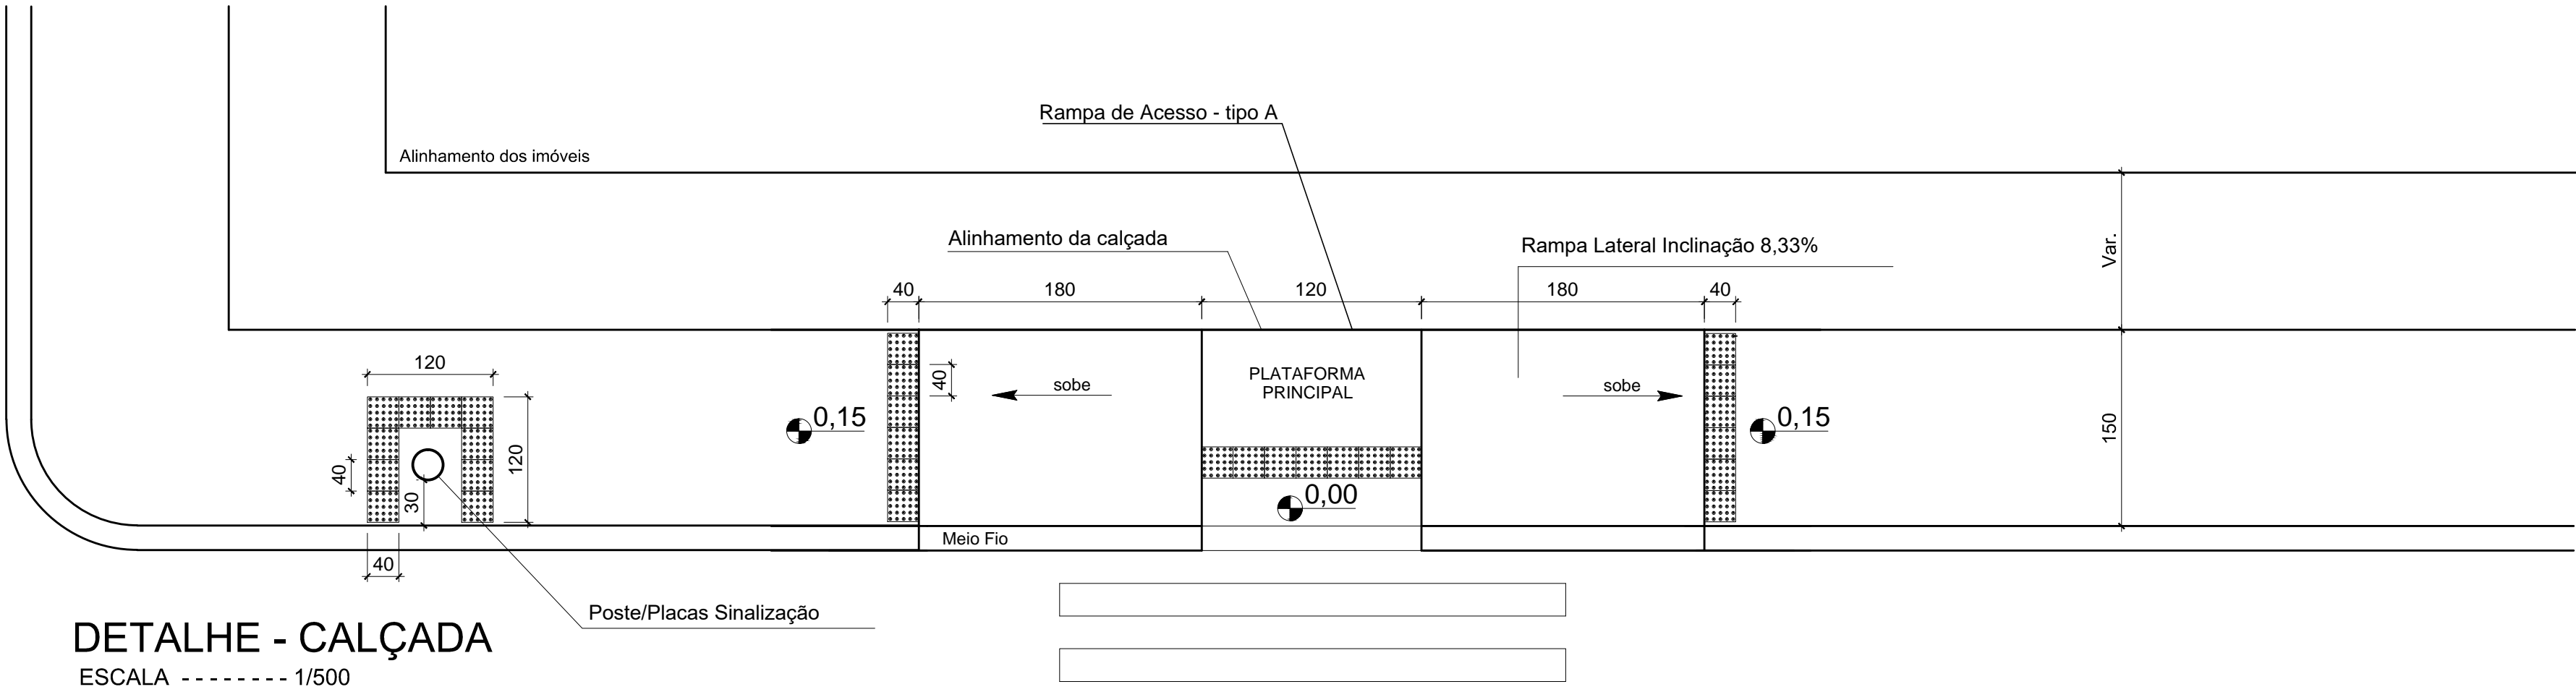 Rampa de Acesso - tipo A
Alinhamento dos imóveis
Alinhamento da calçada
Rampa Lateral Inclinação 8,33%
Var.
40
180
120
180
40
120
40
sobe
PLATAFORMA
PRINCIPAL
sobe
0,15
0,15
150
40
120
30
0,00
Meio Fio
40
Poste/Placas Sinalização
DETALHE - CALÇADA
ESCALA -------- 1/500